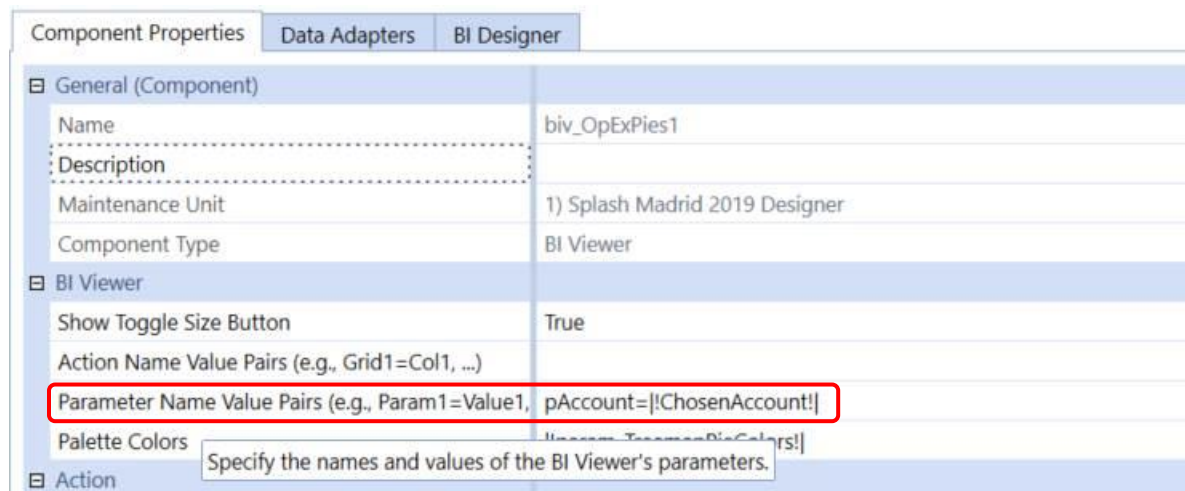 Component Properties Data Adapters BI Designer
General (Component)
Name biv_OpExPies1
Description
Maintenance Unit 1) Splash Madrid 2019 Designer
Component Type BI Viewer
BI Viewer
Show Toggle Size Button True
Action Name Value Pairs (e.g., Grid1=Col1, ...)
Parameter Name Value Pairs (e.g., Param1=Value1, pAccount=|!ChosenAccount!|
Palette Colors
Specify the names and values of the BI Viewer's parameters.
Action